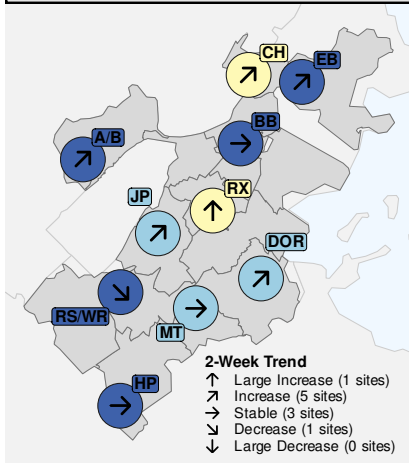 CH
EB
BB
A/B
RX
JP
DOR
RS/WR
MT
HP
2-Week Trend
↑ Large Increase (1 sites)
↗ Increase (5 sites)
→ Stable (3 sites)
↘ Decrease (1 sites)
↓ Large Decrease (0 sites)